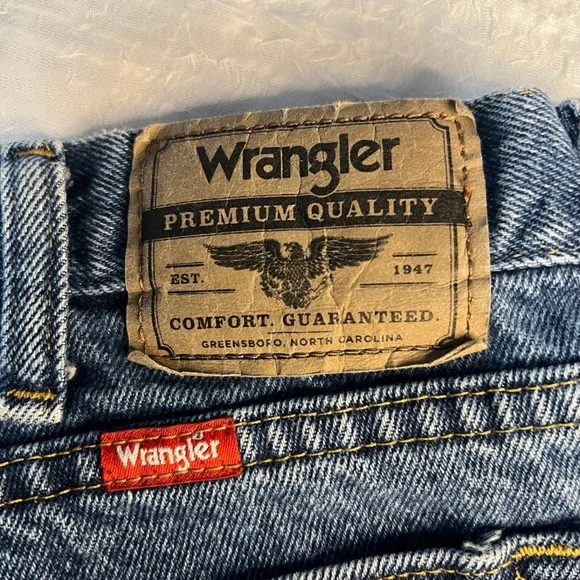 Wrangler
PREMIUM QUALITY
EST. 1947
COMFORT. GUARANTEED.
GREENSBORO, NORTH CAROLINA
Wrangler